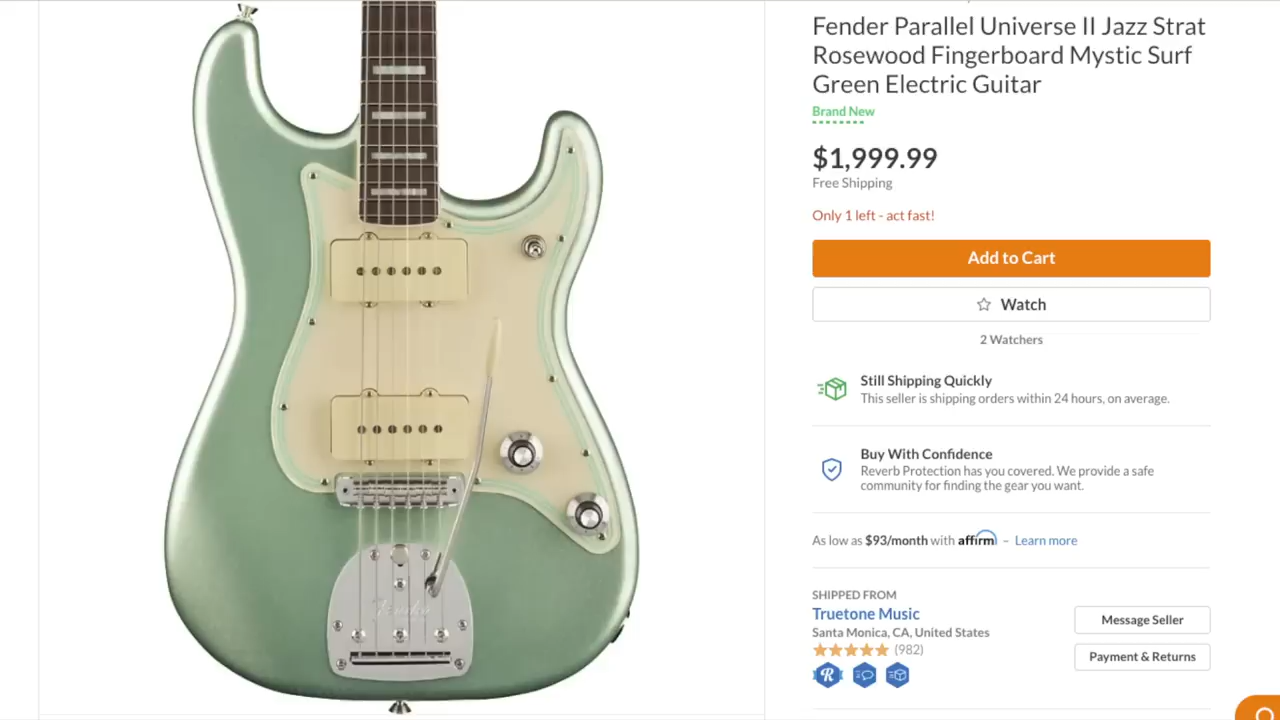 Fender Parallel Universe II Jazz Strat
Rosewood Fingerboard Mystic Surf
Green Electric Guitar
Brand New
$1,999.99
Free Shipping
Only 1 left - act fast!
Add to Cart
Watch
2 Watchers
Still Shipping Quickly
This seller is shipping orders within 24 hours, on average.
Buy With Confidence
Reverb Protection has you covered. We provide a safe
community for finding the gear you want.
As low as $93/month with affirm - Learn more
SHIPPED FROM
Truetone Music
Message Seller
Santa Monica, CA, United States
(982)
Payment & Returns
R
Fender